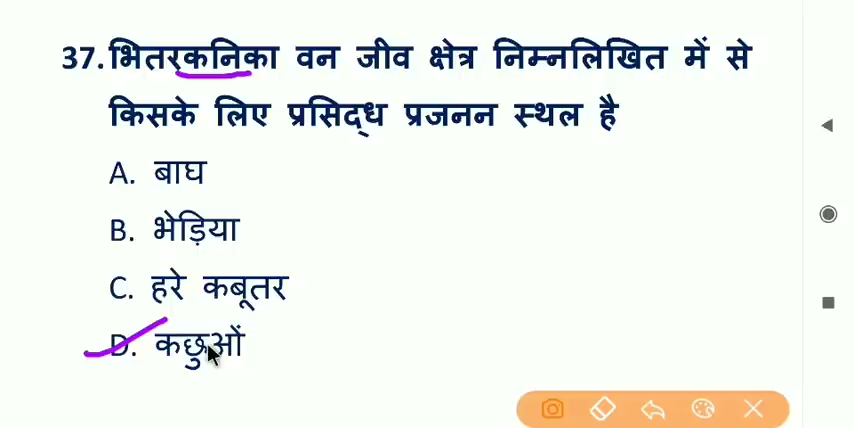 37. भितरकनिका वन जीव क्षेत्र निम्नलिखित में से
किसके लिए प्रसिद्ध प्रजनन स्थल है
A. बाघ
B. भेड़िया
C. हरे कबूतर
D. कछुओं